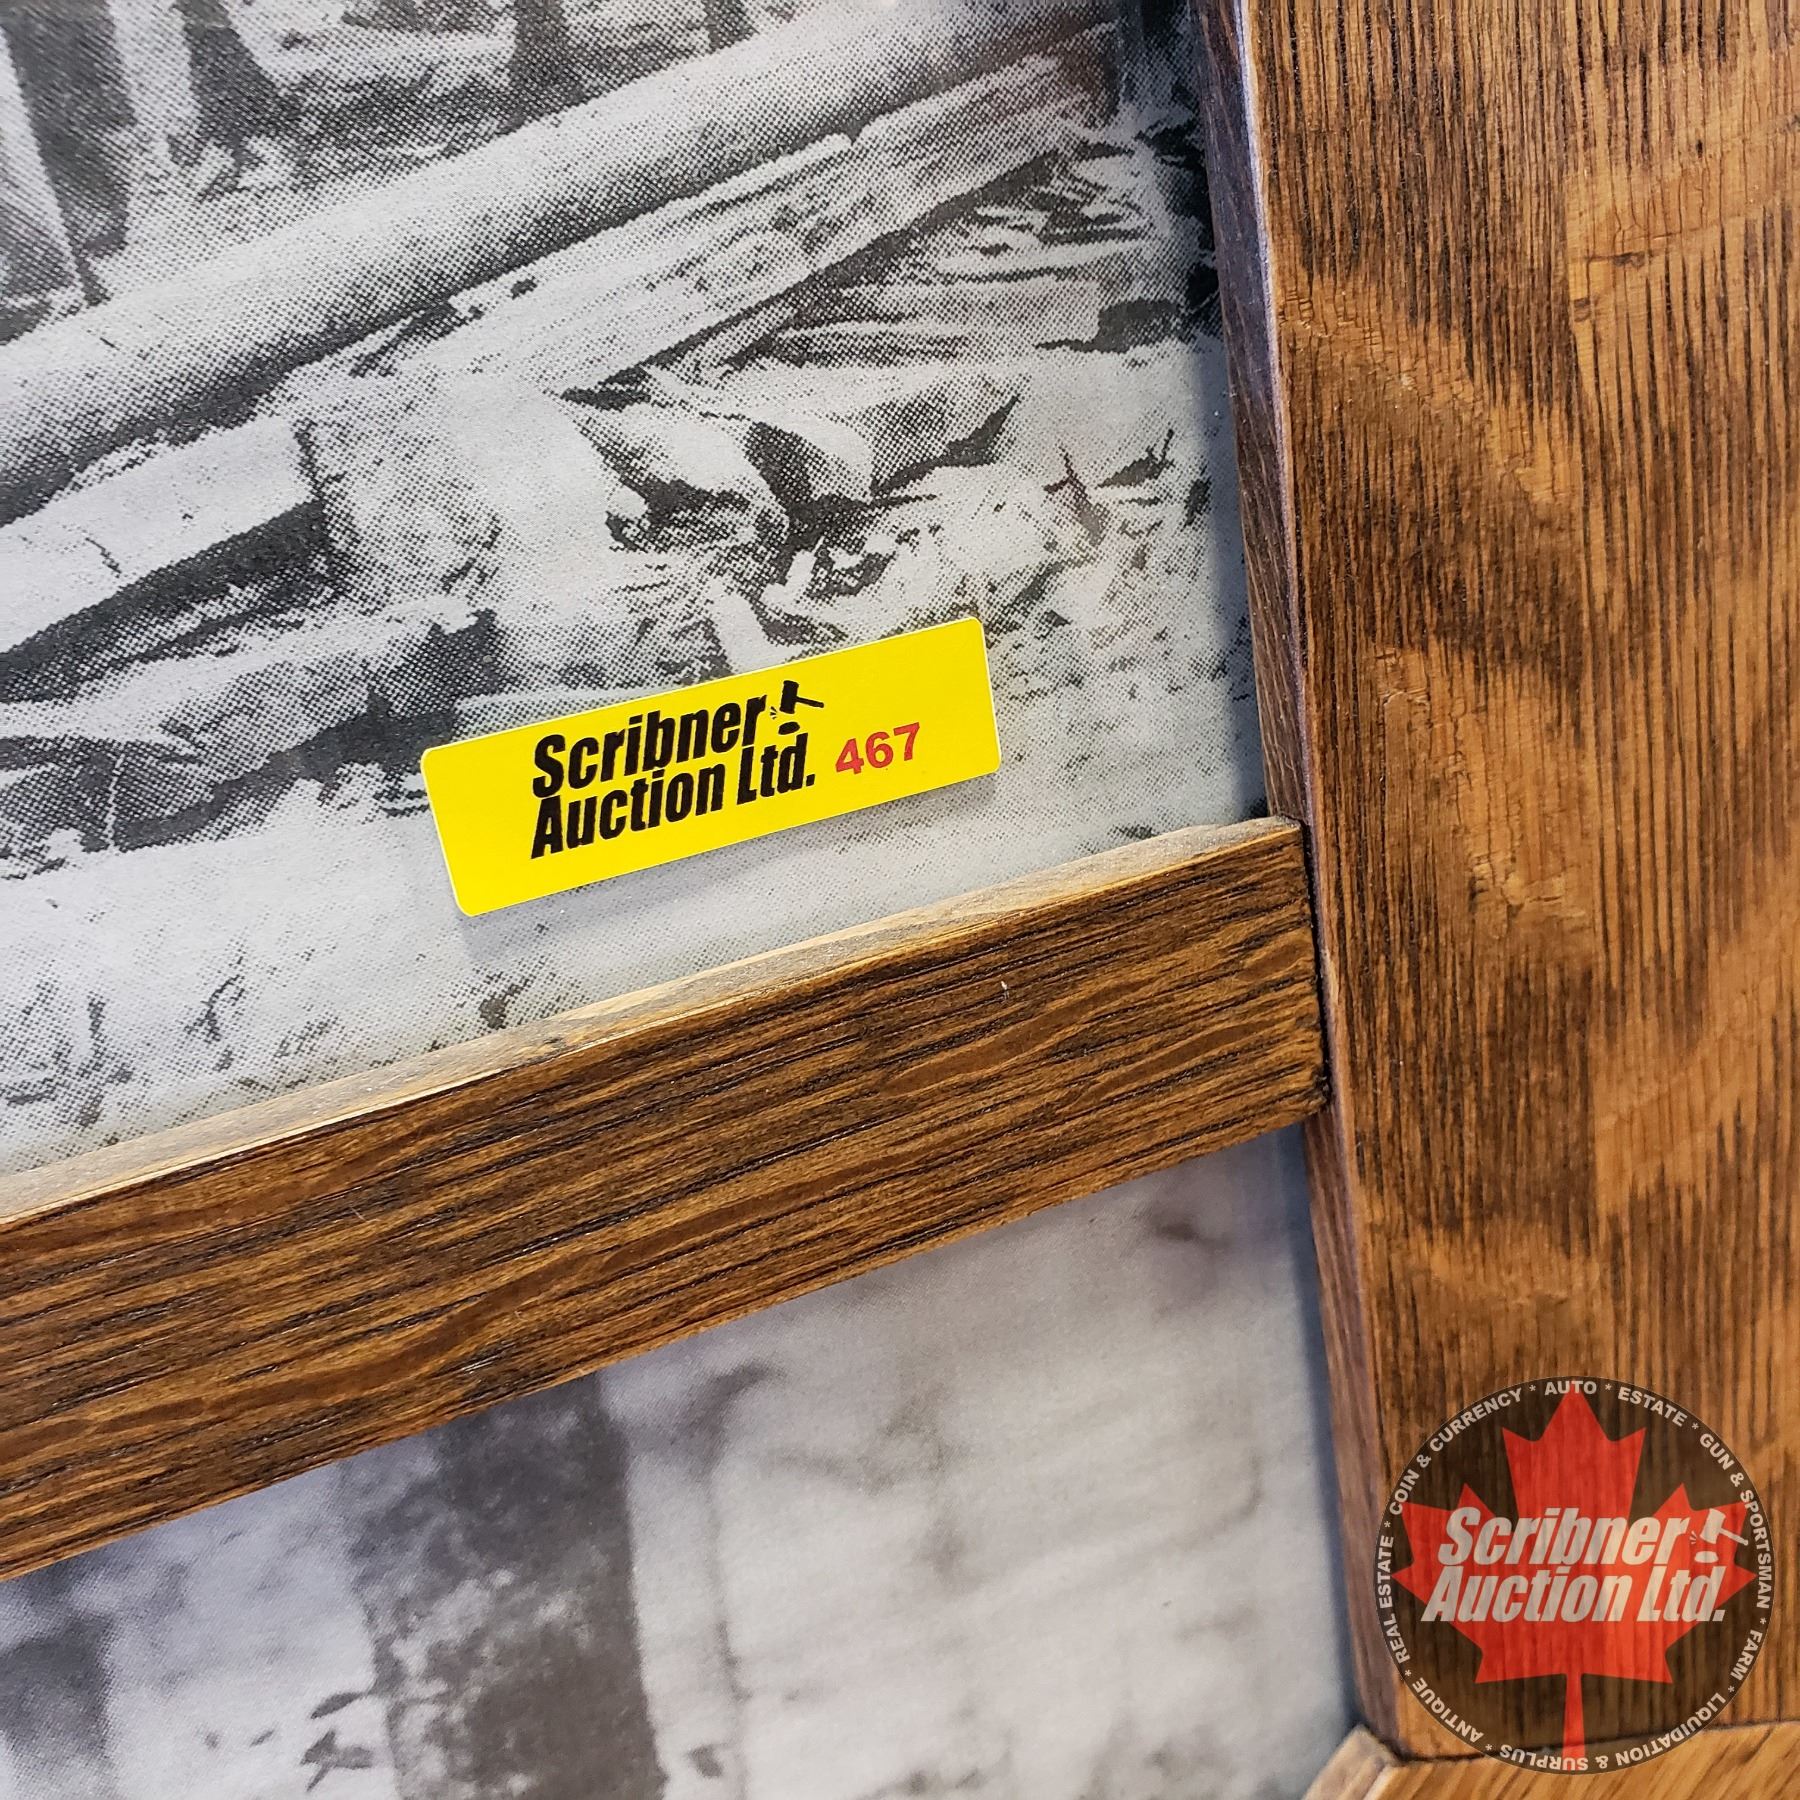 Scribner
Auction Ltd. 467
COIN & CURRENCY * AUTO * ESTATE * GUN & SPORTSMAN * FARM * LIQUIDATION & SURPLUS * ANTIQUE * REAL ESTATE *
Scribner
Auction Ltd.